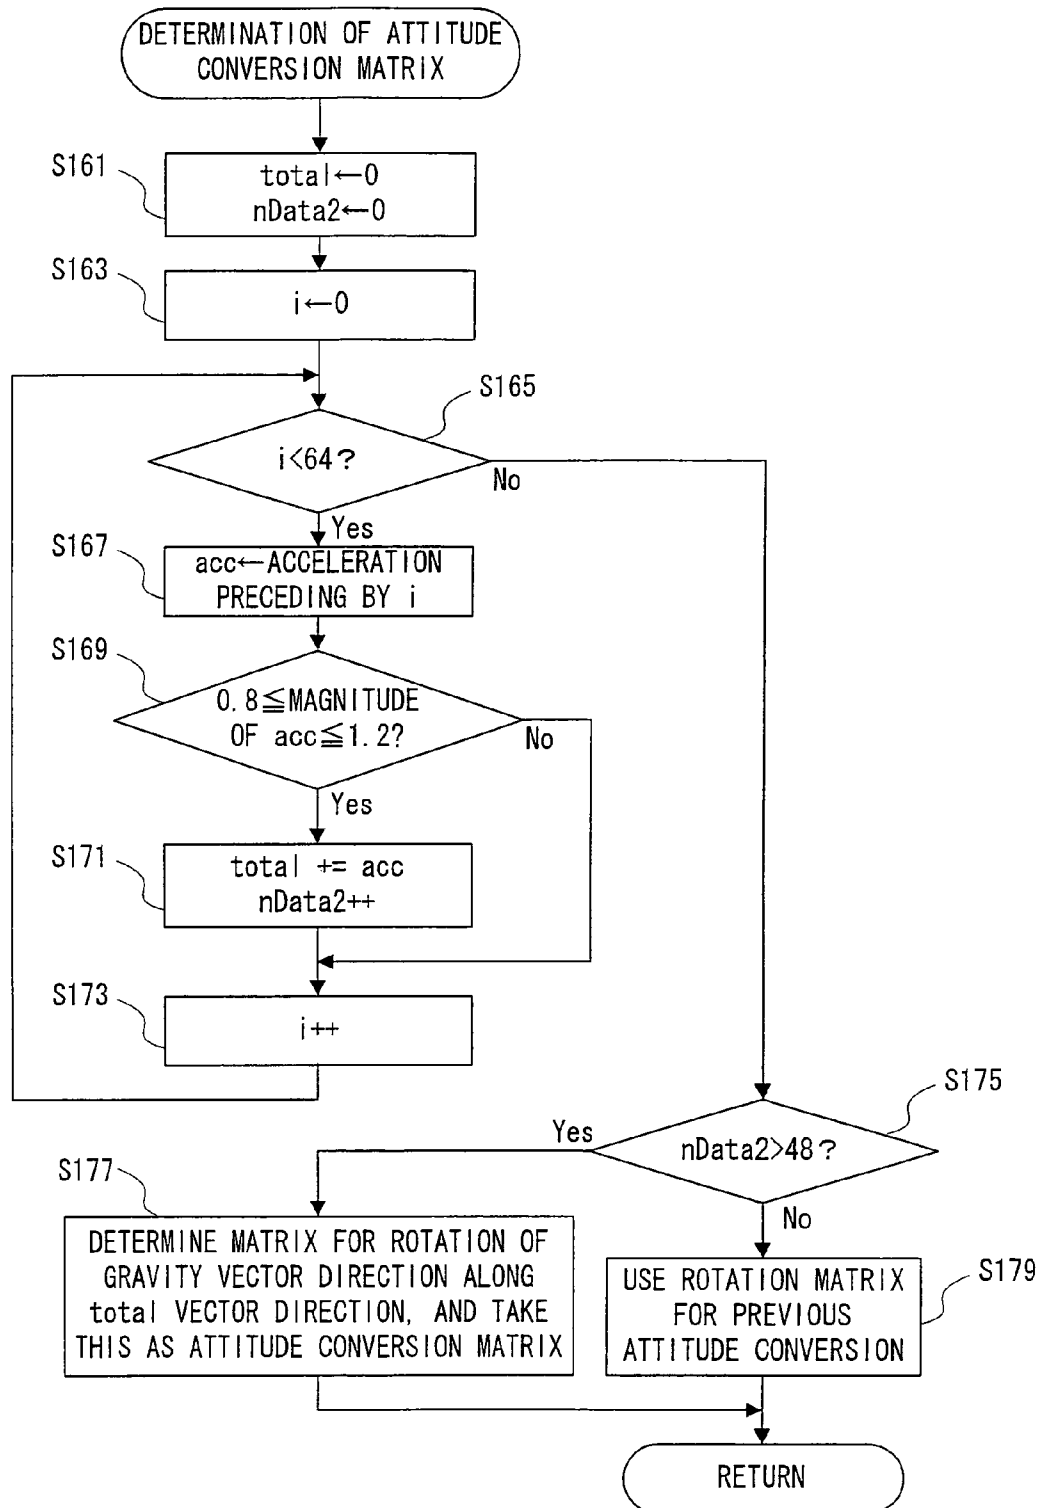 DETERMINATION OF ATTITUDE
CONVERSION MATRIX
S161
total←0
nData2←0
S163
i←0
S165
i<64?
No
Yes
S167
acc←ACCELERATION
PRECEDING BY i
S169
0.8≦MAGNITUDE
OF acc≦1.2?
No
Yes
S171
total += acc
nData2++
S173
i++
S175
nData2>48?
Yes
No
S177
DETERMINE MATRIX FOR ROTATION OF
GRAVITY VECTOR DIRECTION ALONG
total VECTOR DIRECTION, AND TAKE
THIS AS ATTITUDE CONVERSION MATRIX
S179
USE ROTATION MATRIX
FOR PREVIOUS
ATTITUDE CONVERSION
RETURN